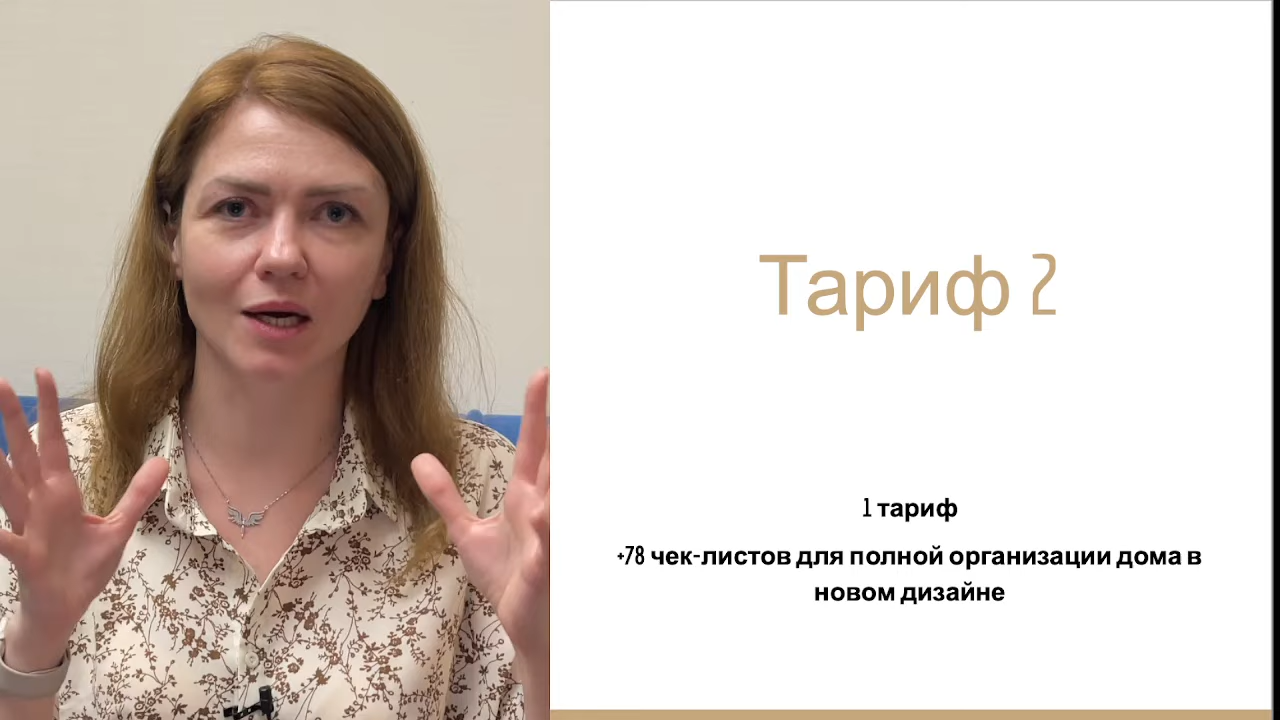 Тариф 2
1 тариф
+78 чек-листов для полной организации дома в
новом дизайне